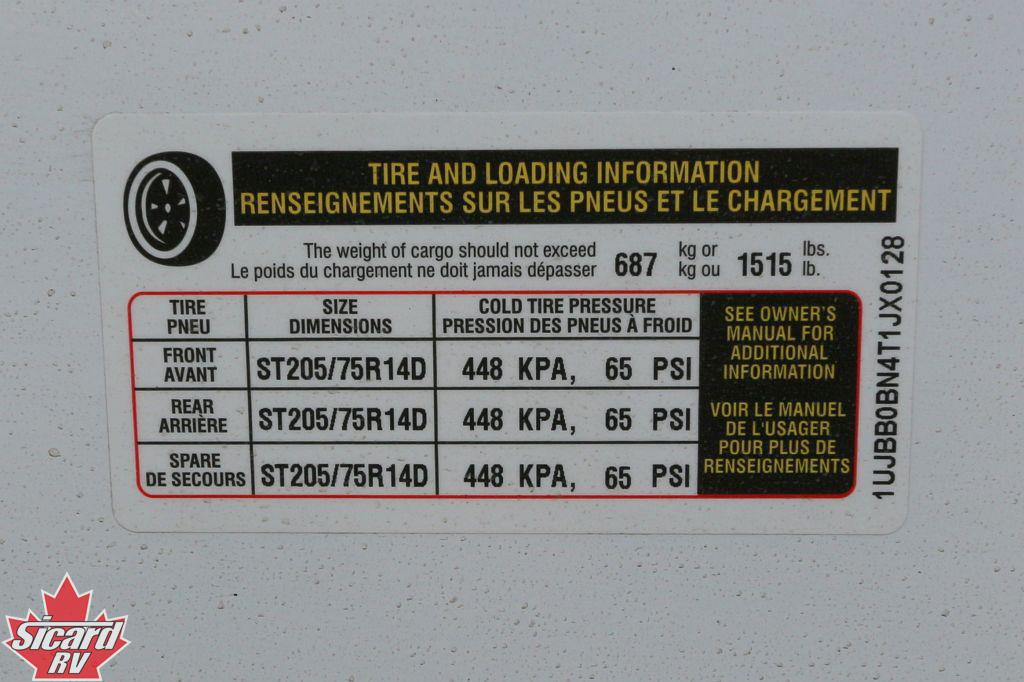 TIRE AND LOADING INFORMATION
RENSEIGNEMENTS SUR LES PNEUS ET LE CHARGEMENT
The weight of cargo should not exceed 687 kg or 1515 lbs.
Le poids du chargement ne doit jamais dépasser kg ou lb.
TIRE SIZE COLD TIRE PRESSURE
PNEU DIMENSIONS PRESSION DES PNEUS À FROID
FRONT
AVANT ST205/75R14D 448 KPA, 65 PSI
REAR
ARRIÈRE ST205/75R14D 448 KPA, 65 PSI
SPARE
DE SECOURS ST205/75R14D 448 KPA, 65 PSI
SEE OWNER'S
MANUAL FOR
ADDITIONAL
INFORMATION
VOIR LE MANUEL
DE L'USAGER
POUR PLUS DE
RENSEIGNEMENTS
1UJBB0BN4T1JX0128
Sicard
RV